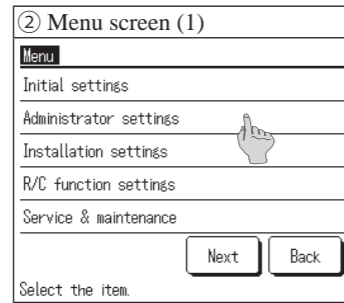 ② Menu screen (1)
Menu
Initial settings
Administrator settings
Installation settings
R/C function settings
Service & maintenance
Next Back
Select the item.